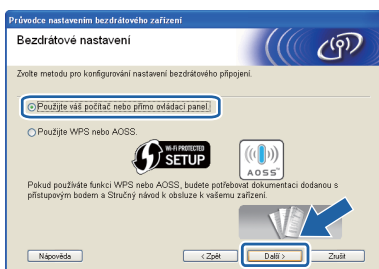 Průvodce nastavením bezdrátového zařízení
Bezdrátové nastavení
Zvolte metodu pro konfigurování nastavení bezdrátového připojení.
Použijte váš počítač nebo přímo ovládací panel.
Použijte WPS nebo AOSS.
WI-FI PROTECTED
SETUP
AOSS
Pokud používáte funkci WPS nebo AOSS, budete potřebovat dokumentaci dodanou s
přístupovým bodem a Stručný návod k obsluze k vašemu zařízení.
Nápověda
< Zpět
Další >
Zrušit